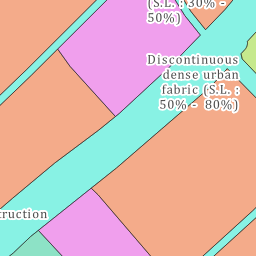 (S.L. : 30% -
50%)
Discontinuous
dense urban
fabric (S.L. :
50% -  80%)
truction